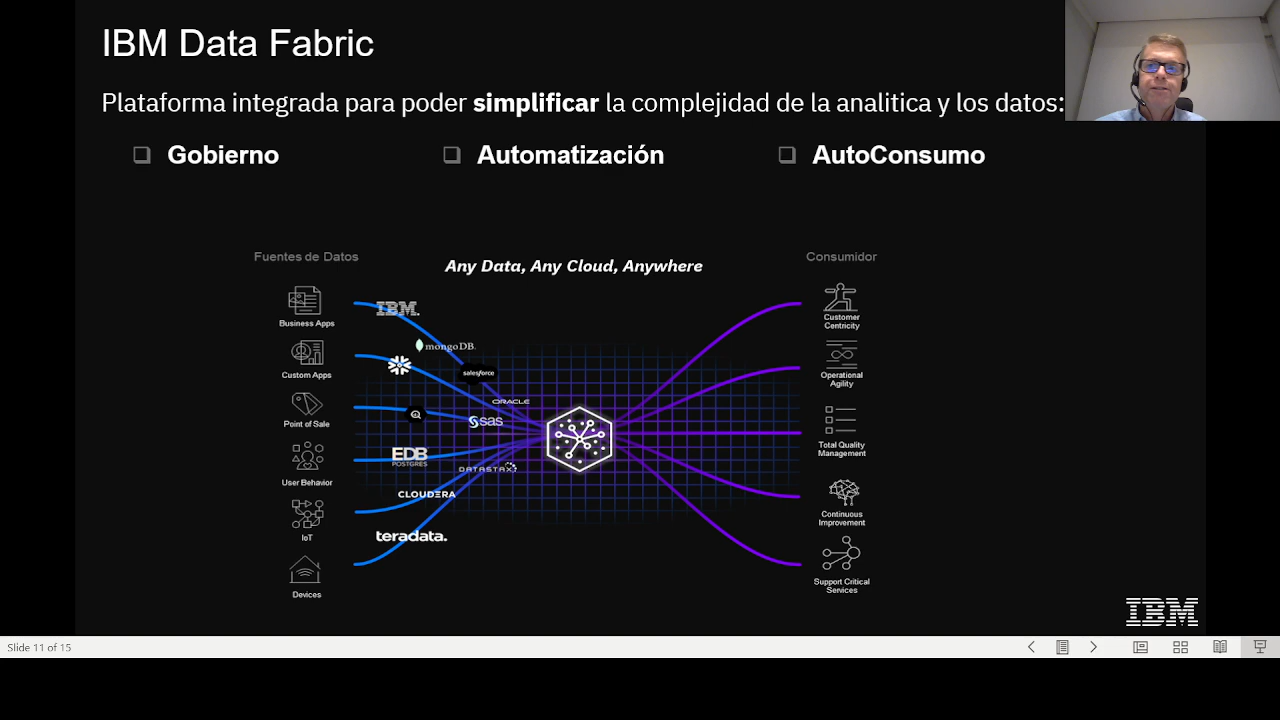 IBM Data Fabric
Plataforma integrada para poder simplificar la complejidad de la analitica y los datos:
Gobierno
Automatización
AutoConsumo
Fuentes de Datos
Any Data, Any Cloud, Anywhere
Consumidor
Business Apps
Custom Apps
Point of Sale
User Behavior
IoT
Devices
IBM.
mongoDB.
salesforce
ORACLE
sas
EDB
POSTGRES
DATASTAX
CLOUDERA
teradata.
Customer
Centricity
Operational
Agility
Total Quality
Management
Continuous
Improvement
Support Critical
Services
IBM
Slide 11 of 15